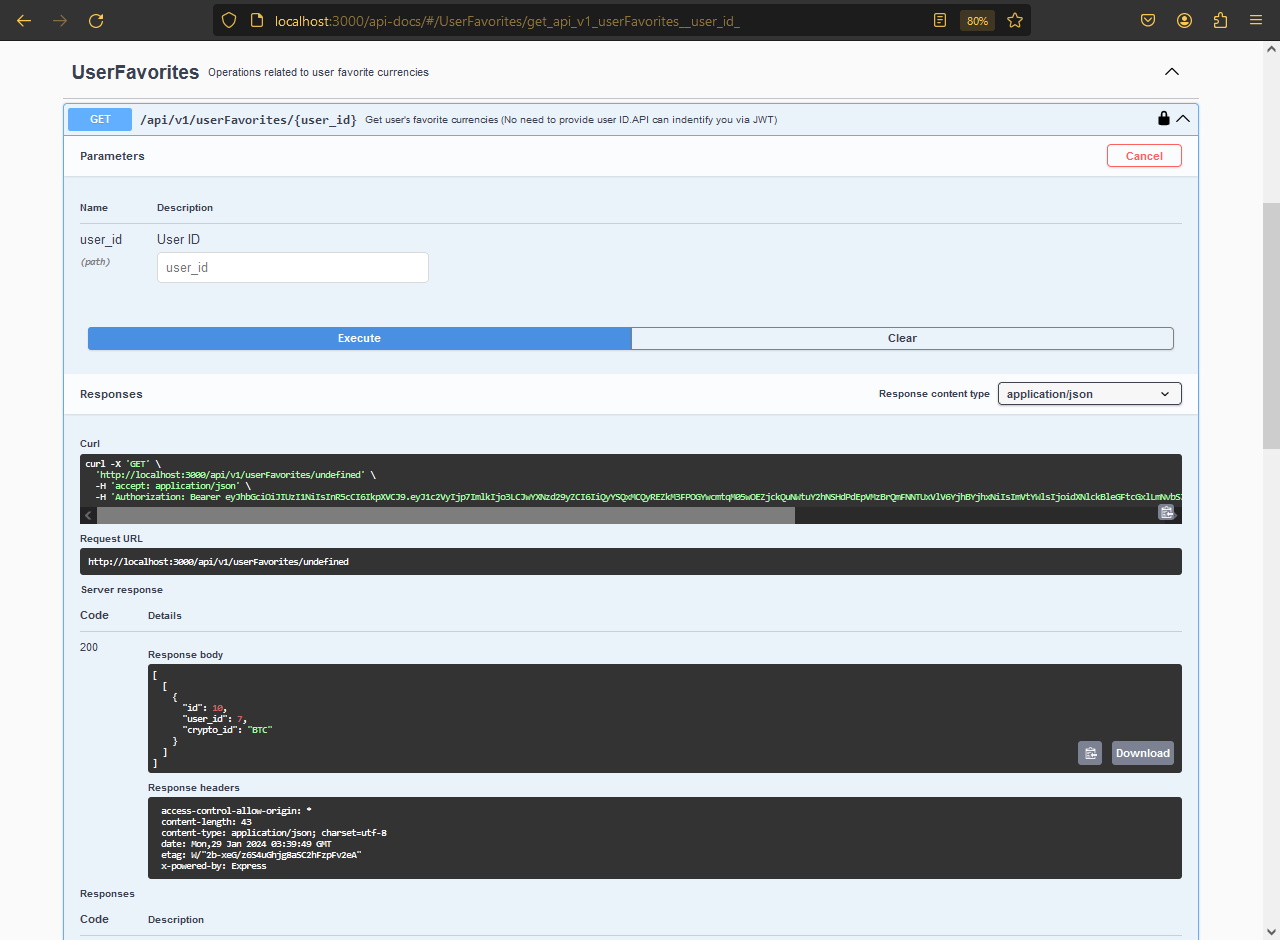 localhost:3000/api-docs/#/UserFavorites/get_api_v1_userFavorites__user_id_
80%
UserFavorites Operations related to user favorite currencies
GET /api/v1/userFavorites/{user_id} Get user's favorite currencies (No need to provide user ID.API can indentify you via JWT)
Parameters
Cancel
Name Description
user_id User ID
(path) user_id
Execute Clear
Responses Response content type application/json
Curl
curl -X 'GET' \
'http://localhost:3000/api/v1/userFavorites/undefined' \
-H 'accept: application/json' \
-H 'Authorization: Bearer
Request URL
http://localhost:3000/api/v1/userFavorites/undefined
Server response
Code Details
200
Response body
[
[
{
"id": 10,
"user_id": 7,
"crypto_id": "BTC"
}
]
]
Download
Response headers
access-control-allow-origin: *
content-length: 43
content-type: application/json; charset=utf-8
date: Mon,29 Jan 2024 03:39:49 GMT
etag: W/"2b-xeG/z6S4uGhjgBaSC2hFzpFv2eA"
x-powered-by: Express
Responses
Code Description